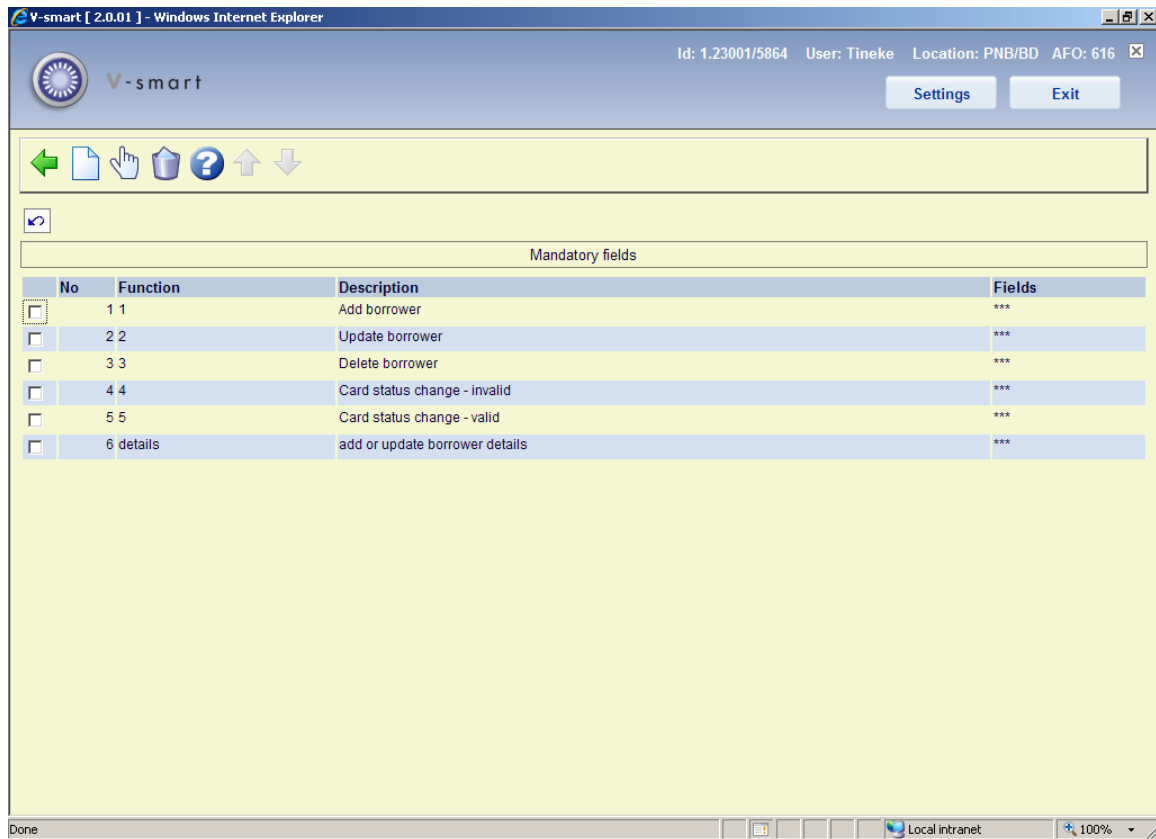 V-smart [ 2.0.01 ] - Windows Internet Explorer
Id: 1.23001/5864 User: Tineke Location: PNB/BD AFO: 616
V-smart
Settings Exit
?
Mandatory fields
No Function Description Fields
1 1 Add borrower ***
2 2 Update borrower ***
3 3 Delete borrower ***
4 4 Card status change - invalid ***
5 5 Card status change - valid ***
6 details add or update borrower details ***
Done Local intranet 100%